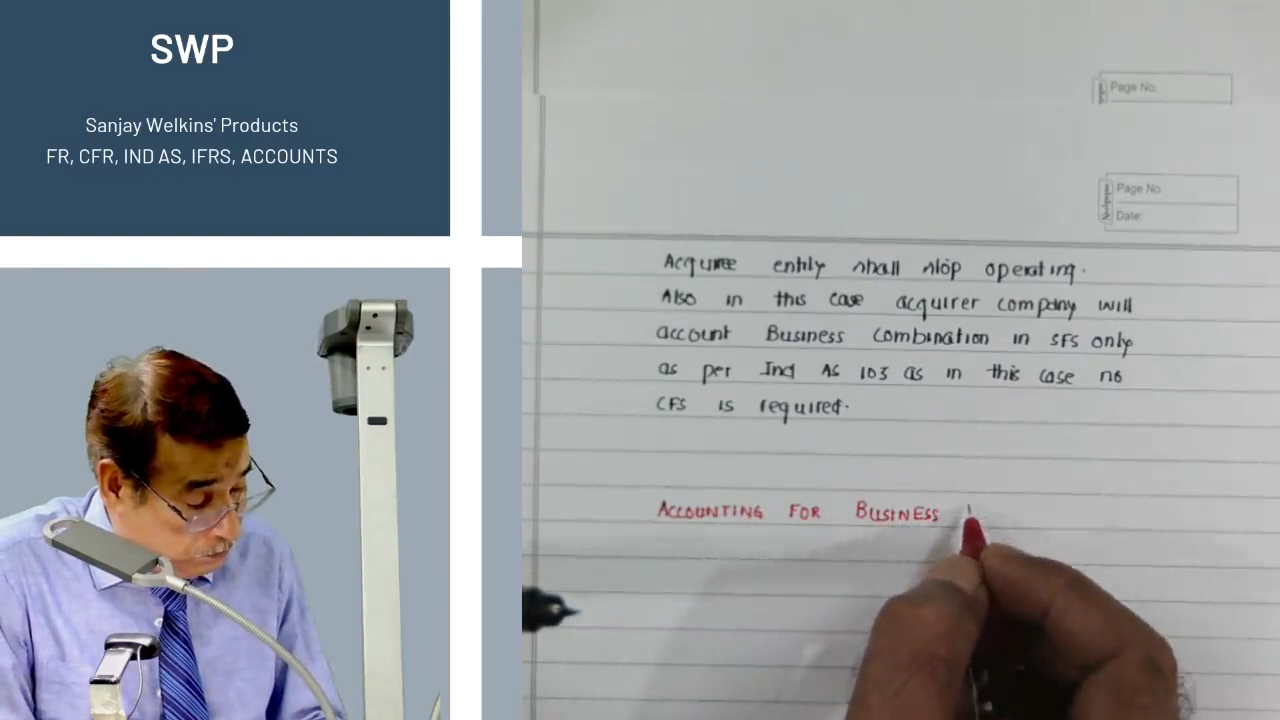 SWP
Sanjay Welkins' Products
FR, CFR, IND AS, IFRS, ACCOUNTS
Page No.
Page No.
Date:
Acquiree entity shall stop operating.
Also in this case acquirer company will
account Business Combination in SFS only
as per Ind AS 103 as in this case no
CFS is required.
ACCOUNTING FOR BUSINESS